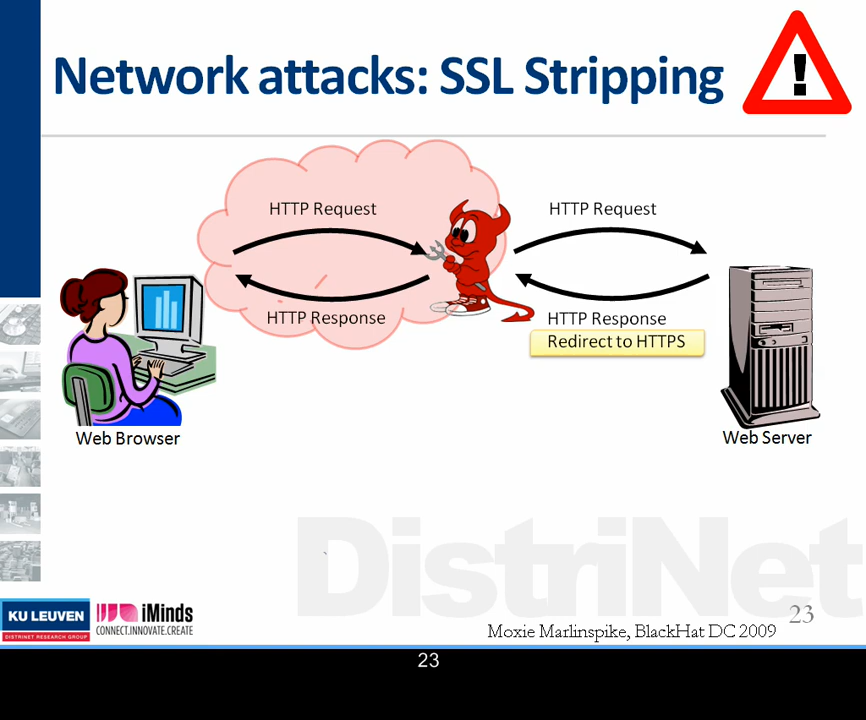 Network attacks: SSL Stripping
!
HTTP Request
HTTP Request
HTTP Response
HTTP Response
Redirect to HTTPS
Web Browser
Web Server
DistriNet
KU LEUVEN
DISTRINET RESEARCH GROUP
iMinds
CONNECT.INNOVATE.CREATE
23
Moxie Marlinspike, BlackHat DC 2009
23